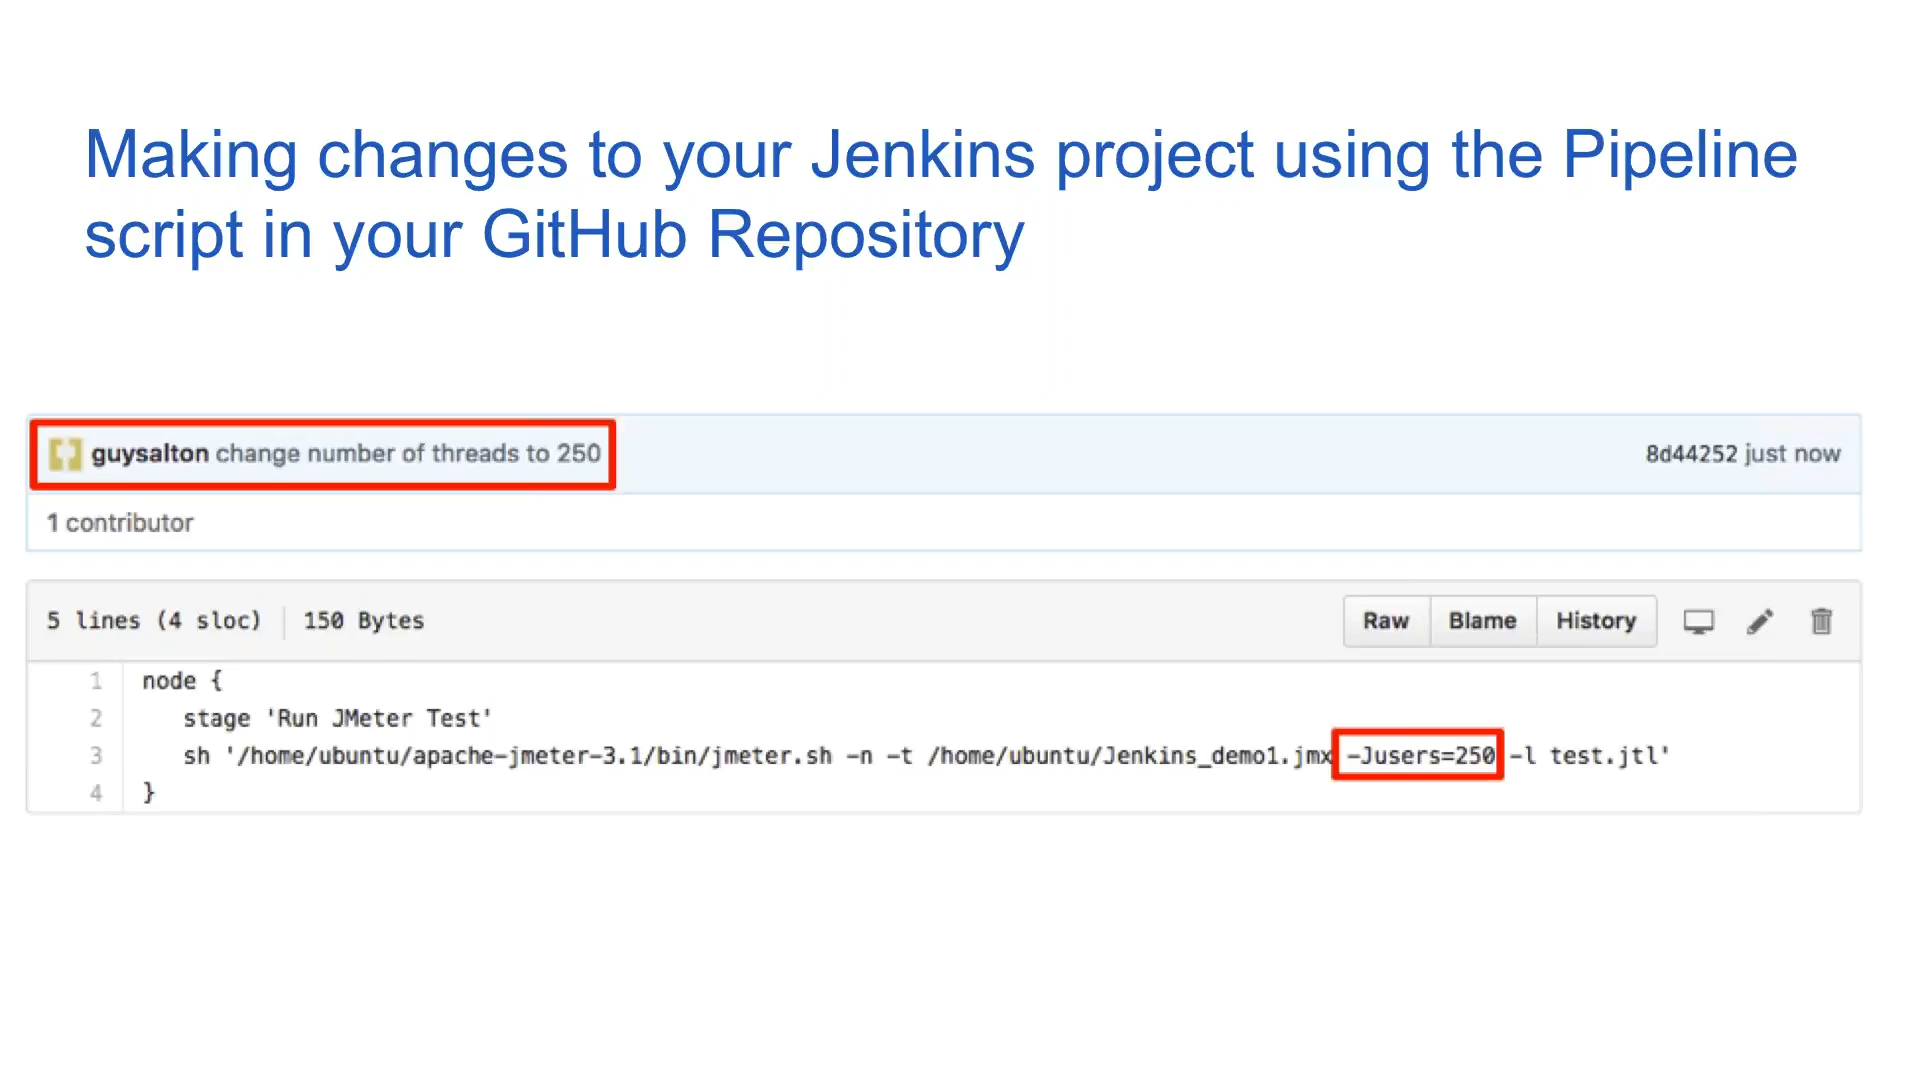 Making changes to your Jenkins project using the Pipeline
script in your GitHub Repository
guysalton change number of threads to 250
8d44252 just now
1 contributor
5 lines (4 sloc) 150 Bytes
Raw Blame History
1 node {
2 stage 'Run JMeter Test'
3 sh '/home/ubuntu/apache-jmeter-3.1/bin/jmeter.sh -n -t /home/ubuntu/Jenkins_demo1.jmx -Jusers=250 -l test.jtl'
4 }